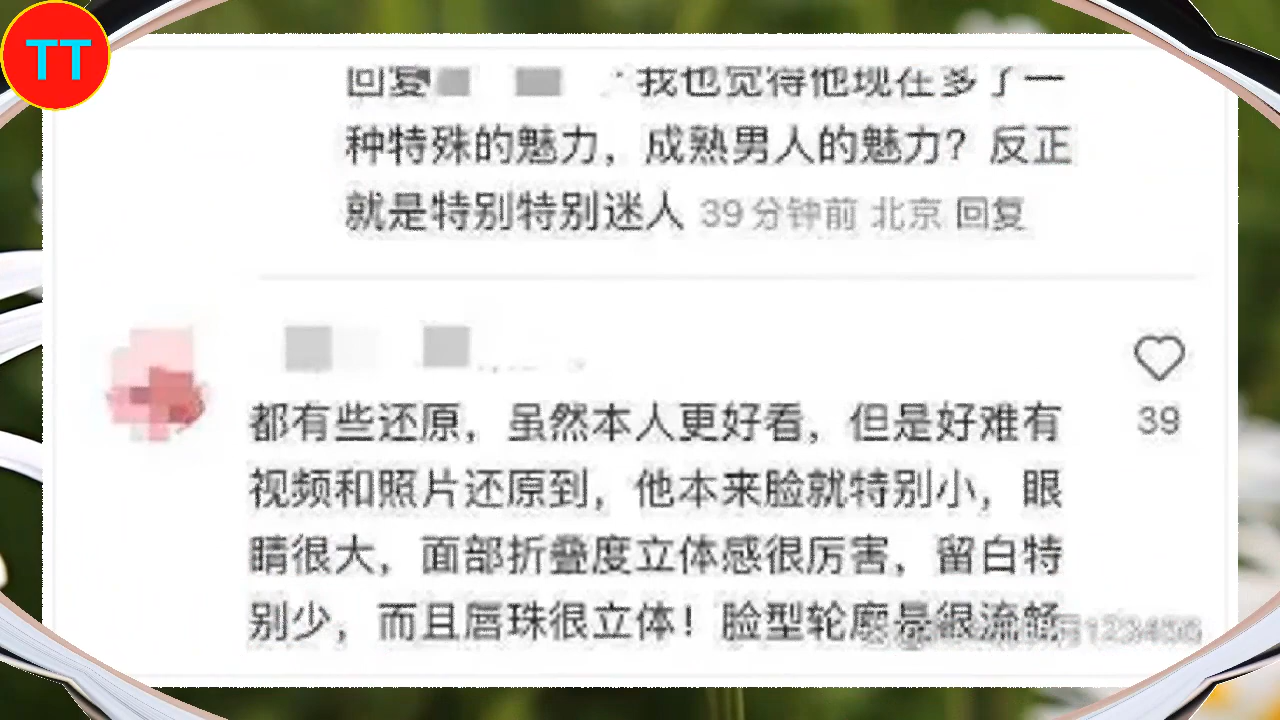 TT
回复 : 我也觉得他现在多了一
种特殊的魅力，成熟男人的魅力？反正
就是特别特别迷人 39分钟前 北京 回复
都有些还原，虽然本人更好看，但是好难有
39
视频和照片还原到，他本来脸就特别小，眼
睛很大，面部折叠度立体感很厉害，留白特
别少，而且唇珠很立体！脸型轮廓是很流畅
123456